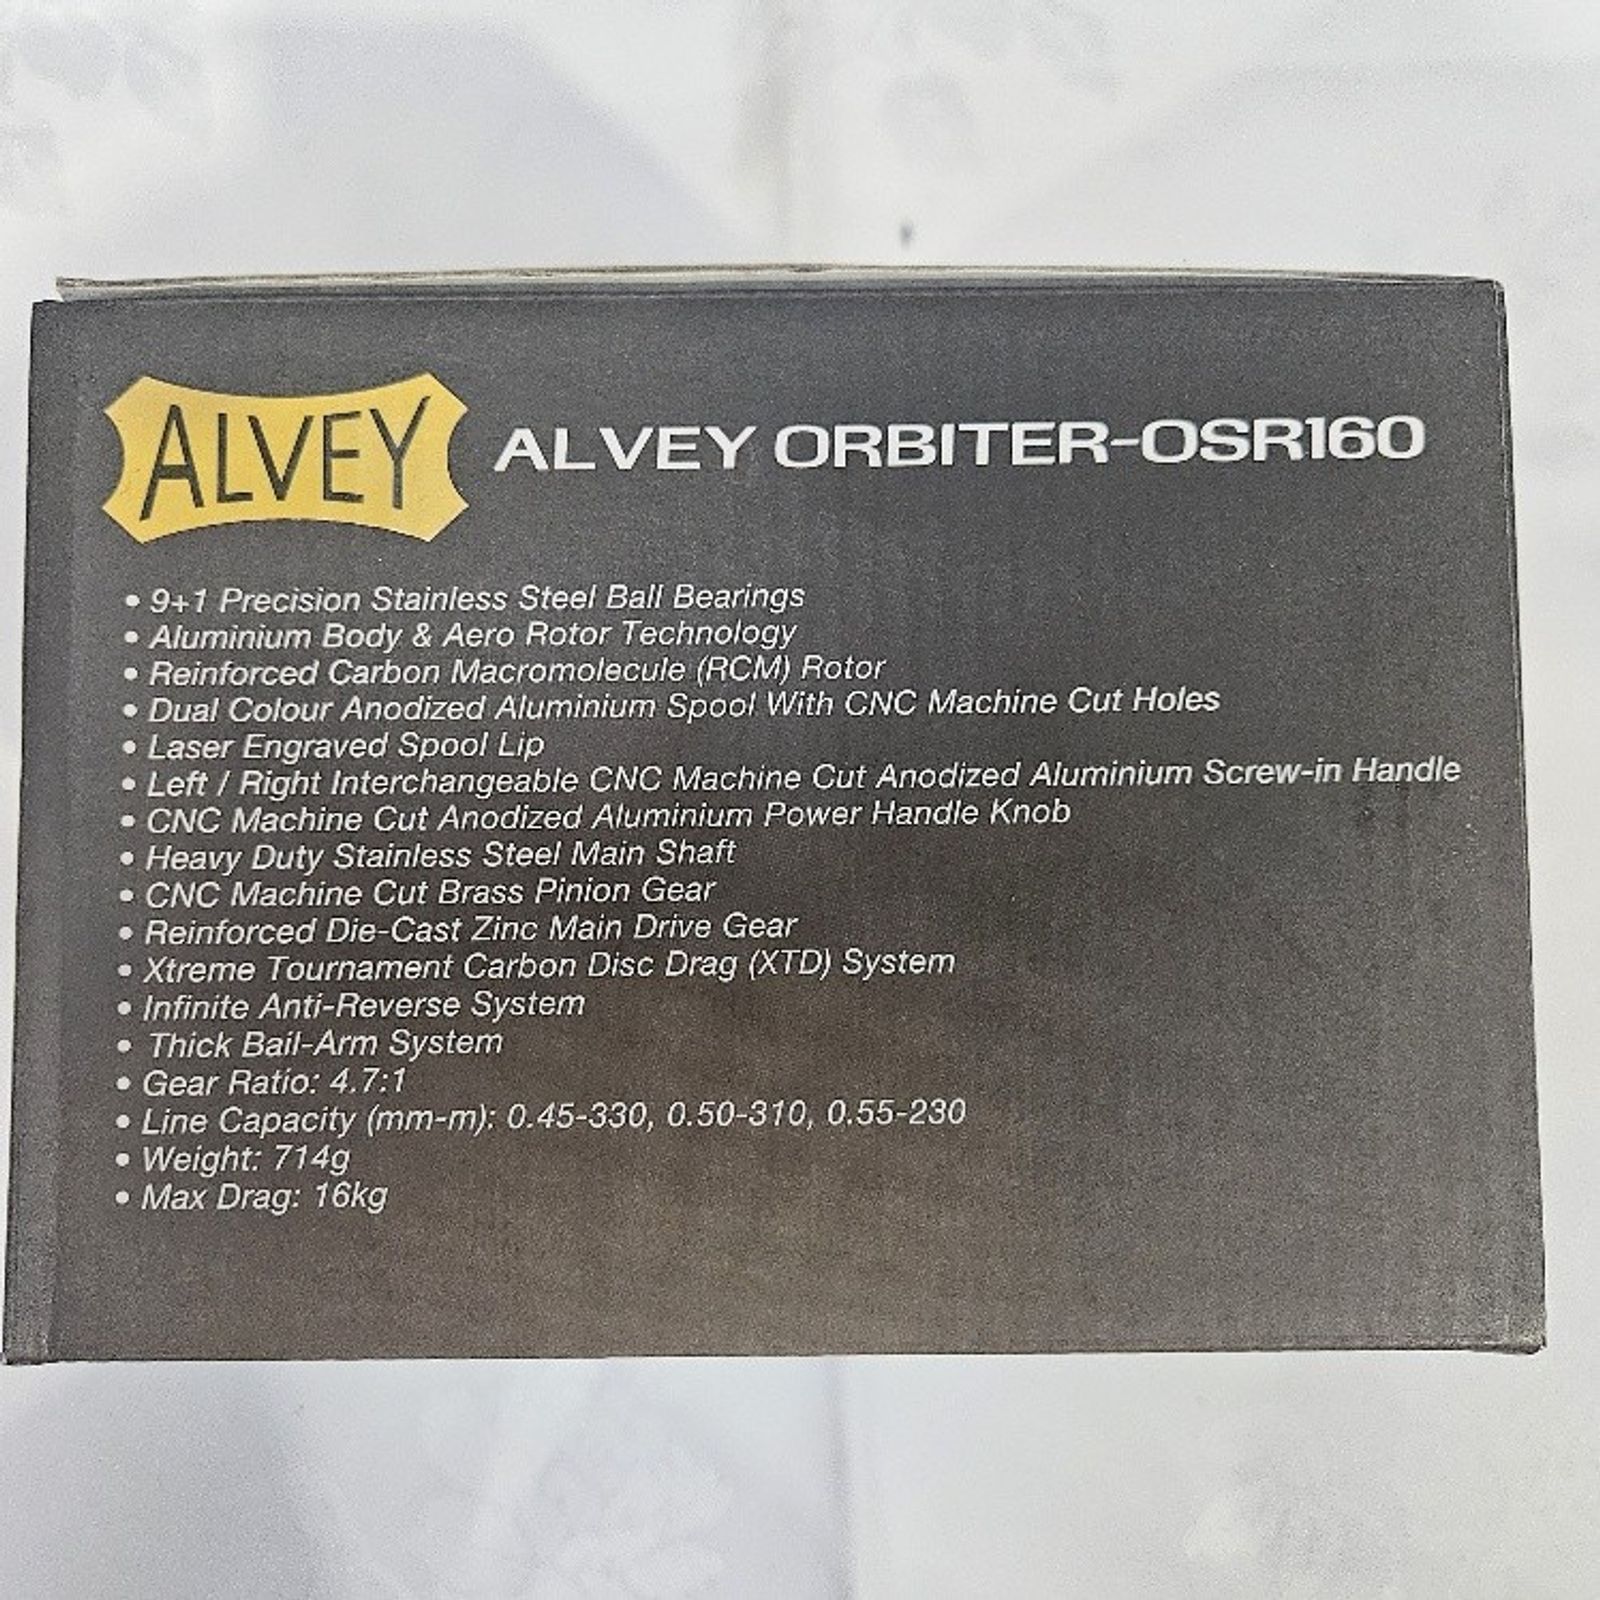 ALVEY
ALVEY ORBITER-OSR160
• 9+1 Precision Stainless Steel Ball Bearings
• Aluminium Body & Aero Rotor Technology
• Reinforced Carbon Macromolecule (RCM) Rotor
• Dual Colour Anodized Aluminium Spool With CNC Machine Cut Holes
• Laser Engraved Spool Lip
• Left / Right Interchangeable CNC Machine Cut Anodized Aluminium Screw-in Handle
• CNC Machine Cut Anodized Aluminium Power Handle Knob
• Heavy Duty Stainless Steel Main Shaft
• CNC Machine Cut Brass Pinion Gear
• Reinforced Die-Cast Zinc Main Drive Gear
• Xtreme Tournament Carbon Disc Drag (XTD) System
• Infinite Anti-Reverse System
• Thick Bail-Arm System
• Gear Ratio: 4.7:1
• Line Capacity (mm-m): 0.45-330, 0.50-310, 0.55-230
• Weight: 714g
• Max Drag: 16kg